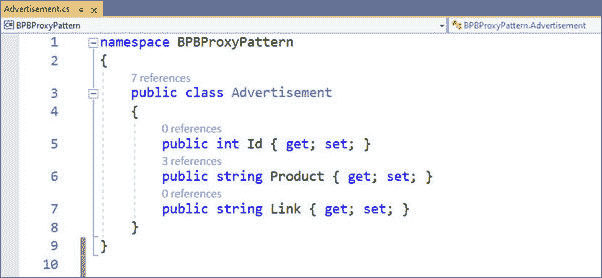 Advertisement.cs
BPBProxyPattern
BPBProxyPattern.Advertisement
1 namespace BPBProxyPattern
2 {
7 references
3 public class Advertisement
4 {
0 references
5 public int Id { get; set; }
3 references
6 public string Product { get; set; }
0 references
7 public string Link { get; set; }
8 }
9 }
10